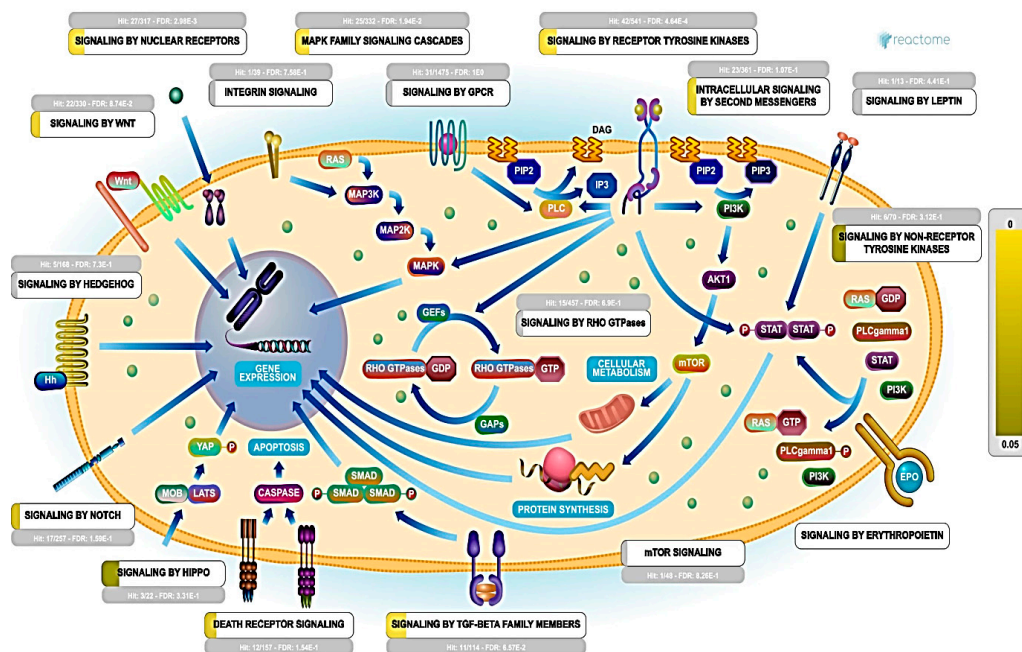 Hit: 27/317 - FDR: 2.98E-3
SIGNALING BY NUCLEAR RECEPTORS
Hit: 25/332 - FDR: 1.94E-2
MAPK FAMILY SIGNALING CASCADES
Hit: 42/541 - FDR: 4.64E-4
SIGNALING BY RECEPTOR TYROSINE KINASES
reactome
Hit: 1/39 - FDR: 7.58E-1
INTEGRIN SIGNALING
Hit: 31/1475 - FDR: 1E0
SIGNALING BY GPCR
Hit: 23/361 - FDR: 1.87E-1
INTRACELLULAR SIGNALING
BY SECOND MESSENGERS
Hit: 1/13 - FDR: 4.41E-1
SIGNALING BY LEPTIN
Hit: 22/330 - FDR: 8.74E-2
SIGNALING BY WNT
DAG
RAS
PIP2
PIP2
PIP3
Wnt
MAP3K
IP3
PLC
PI3K
MAP2K
Hit: 6/70 - FDR: 3.12E-1
SIGNALING BY NON-RECEPTOR
TYROSINE KINASES
0
Hit: 5/168 - FDR: 7.3E-1
SIGNALING BY HEDGEHOG
MAPK
AKT1
RAS
GDP
Hit: 15/457 - FDR: 6.9E-1
SIGNALING BY RHO GTPases
GEFs
P
STAT
STAT
P
PLCgamma1
STAT
GENE
EXPRESSION
RHO GTPases
GDP
RHO GTPases
GTP
CELLULAR
METABOLISM
mTOR
Hh
PI3K
GAPs
RAS
GTP
YAP
P
APOPTOSIS
PLCgamma1
P
0.05
SMAD
PI3K
EPO
MOB
LATS
CASPASE
P
SMAD
SMAD
P
PROTEIN SYNTHESIS
SIGNALING BY NOTCH
Hit: 17/257 - FDR: 1.59E-1
SIGNALING BY ERYTHROPOIETIN
mTOR SIGNALING
Hit: 1/48 - FDR: 8.26E-1
SIGNALING BY HIPPO
Hit: 3/22 - FDR: 3.31E-1
DEATH RECEPTOR SIGNALING
Hit: 12/157 - FDR: 1.54E-1
SIGNALING BY TGF-BETA FAMILY MEMBERS
Hit: 11/114 - FDR: 6.57E-2